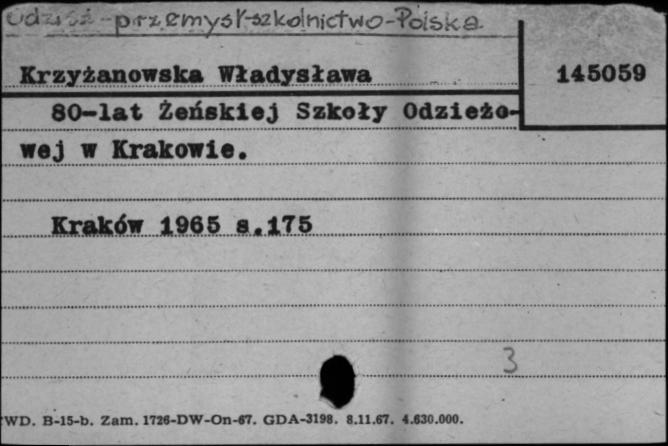 Odzież-przemysł-szkolnictwo-Polska
Krzyżanowska Władysława
145059
80-lat Żeńskiej Szkoły Odzieżo-
wej w Krakowie.
Kraków 1965 s.175
3
WD. B-15-b. Zam. 1726-DW-On-67. GDA-3198. 8.11.67. 4.630.000.